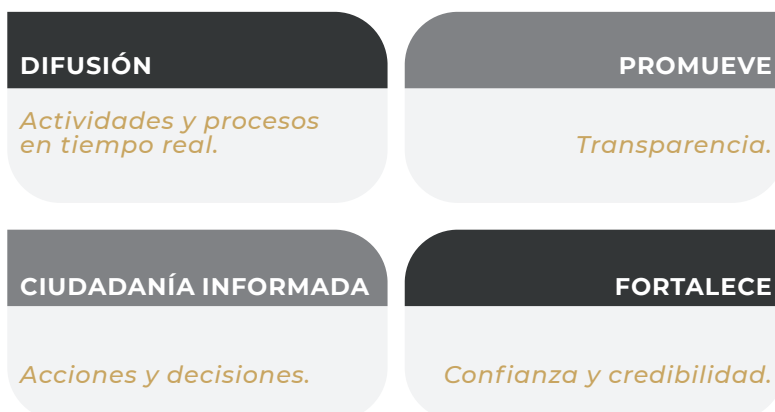 DIFUSIÓN
Actividades y procesos
en tiempo real.
PROMUEVE
Transparencia.
CIUDADANÍA INFORMADA
Acciones y decisiones.
FORTALECE
Confianza y credibilidad.